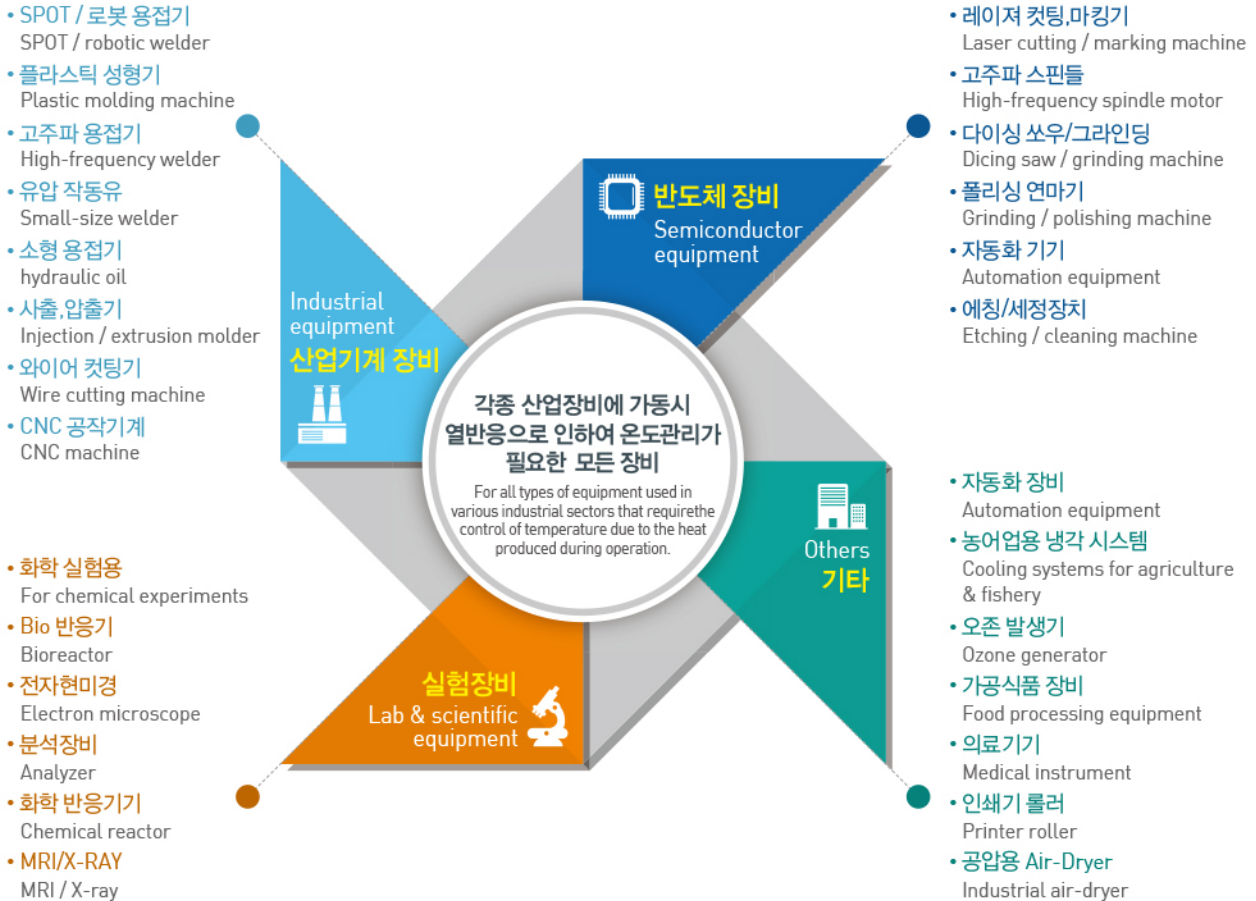 • SPOT / 로봇 용접기
SPOT / robotic welder
• 플라스틱 성형기
Plastic molding machine
• 고주파 용접기
High-frequency welder
• 유압 작동유
Small-size welder
• 소형 용접기
hydraulic oil
• 사출,압출기
Injection / extrusion molder
• 와이어 컷팅기
Wire cutting machine
• CNC 공작기계
CNC machine
Industrial
equipment
산업기계 장비
반도체 장비
Semiconductor
equipment
• 레이져 컷팅,마킹기
Laser cutting / marking machine
• 고주파 스핀들
High-frequency spindle motor
• 다이싱 쏘우/그라인딩
Dicing saw / grinding machine
• 폴리싱 연마기
Grinding / polishing machine
• 자동화 기기
Automation equipment
• 에칭/세정장치
Etching / cleaning machine
각종 산업장비에 가동시
열반응으로 인하여 온도관리가
필요한 모든 장비
For all types of equipment used in
various industrial sectors that requirethe
control of temperature due to the heat
produced during operation.
• 화학 실험용
For chemical experiments
• Bio 반응기
Bioreactor
• 전자현미경
Electron microscope
• 분석장비
Analyzer
• 화학 반응기기
Chemical reactor
• MRI/X-RAY
MRI / X-ray
실험장비
Lab & scientific
equipment
Others
기타
• 자동화 장비
Automation equipment
• 농어업용 냉각 시스템
Cooling systems for agriculture
& fishery
• 오존 발생기
Ozone generator
• 가공식품 장비
Food processing equipment
• 의료기기
Medical instrument
• 인쇄기 롤러
Printer roller
• 공압용 Air-Dryer
Industrial air-dryer